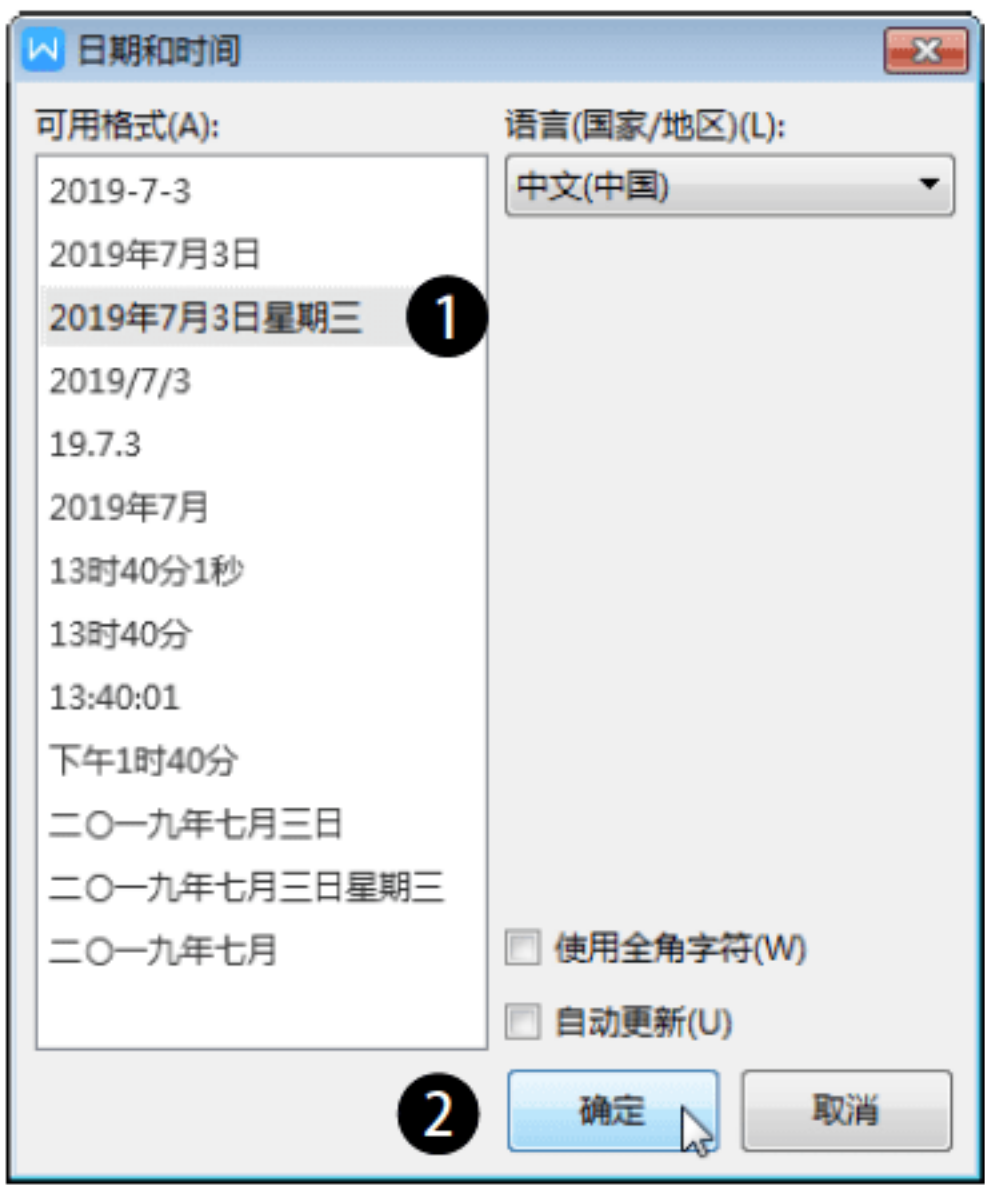 日期和时间
可用格式(A):
2019-7-3
2019年7月3日
2019年7月3日星期三
1
2019/7/3
19.7.3
2019年7月
13时40分1秒
13时40分
13:40:01
下午1时40分
二〇一九年七月三日
二〇一九年七月三日星期三
二〇一九年七月
语言(国家/地区)(L):
中文(中国)
使用全角字符(W)
自动更新(U)
2
确定
取消